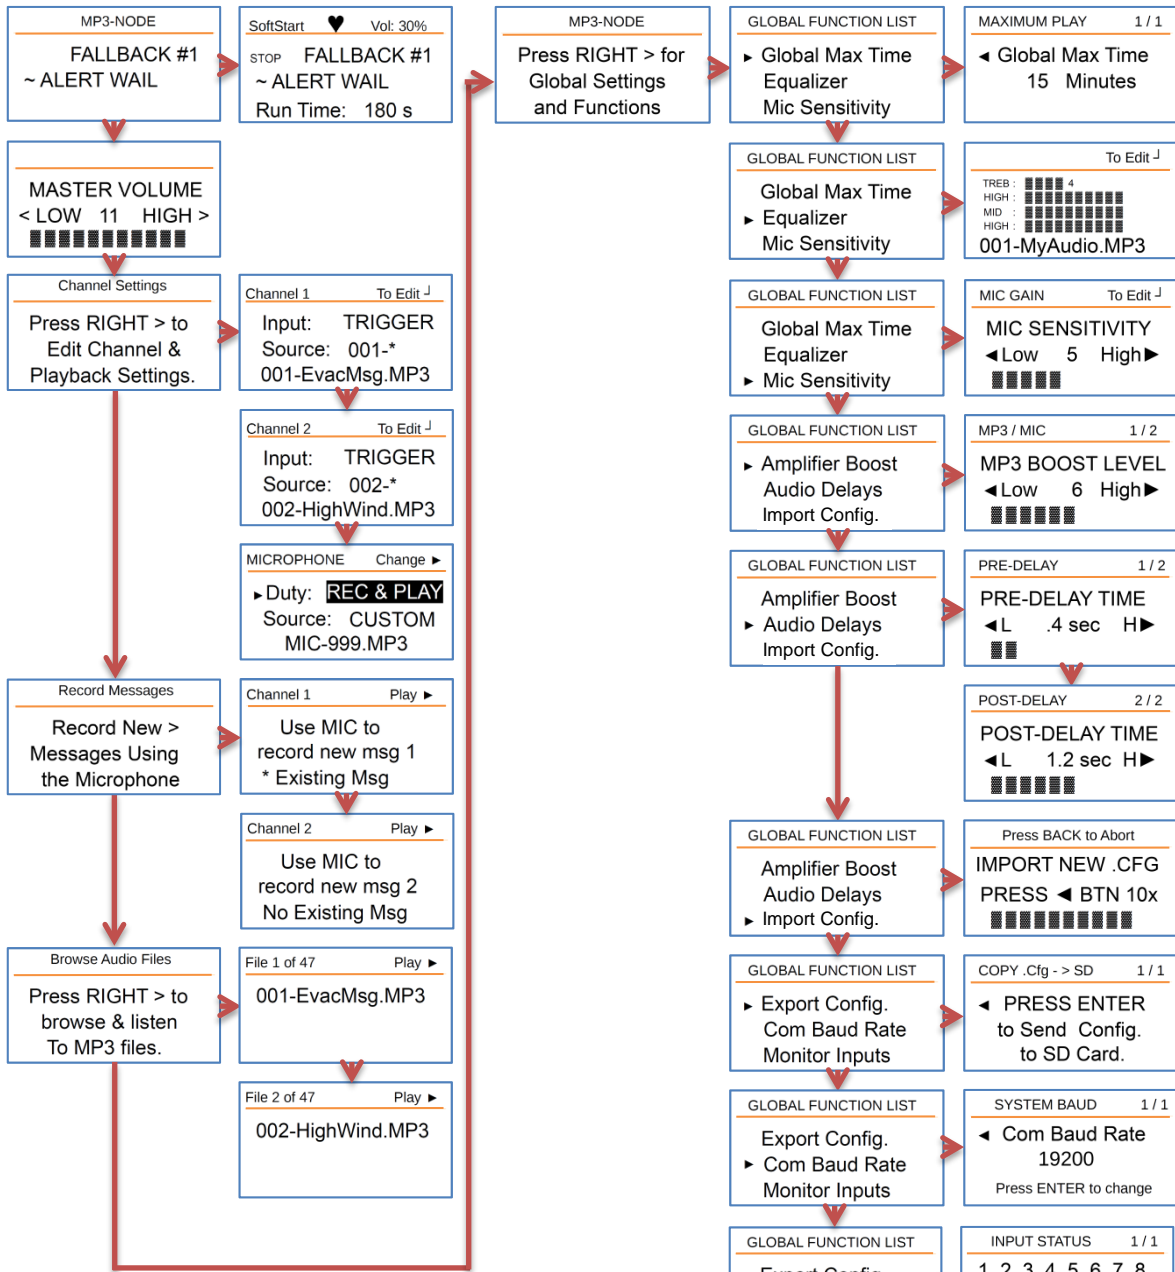 MP3-NODE
FALLBACK #1
~ ALERT WAIL
SoftStart ♥ Vol: 30%
STOP FALLBACK #1
~ ALERT WAIL
Run Time: 180 s
MASTER VOLUME
< LOW 11 HIGH >
Channel Settings
Press RIGHT > to
Edit Channel &
Playback Settings.
Channel 1 To Edit ┘
Input: TRIGGER
Source: 001-*
001-EvacMsg.MP3
Channel 2 To Edit ┘
Input: TRIGGER
Source: 002-*
002-HighWind.MP3
MICROPHONE Change ►
►Duty: REC & PLAY
Source: CUSTOM
MIC-999.MP3
Record Messages
Record New >
Messages Using
the Microphone
Channel 1 Play ►
Use MIC to
record new msg 1
* Existing Msg
Channel 2 Play ►
Use MIC to
record new msg 2
No Existing Msg
Browse Audio Files
Press RIGHT > to
browse & listen
To MP3 files.
File 1 of 47 Play ►
001-EvacMsg.MP3
File 2 of 47 Play ►
002-HighWind.MP3
MP3-NODE
Press RIGHT > for
Global Settings
and Functions
GLOBAL FUNCTION LIST
► Global Max Time
Equalizer
Mic Sensitivity
MAXIMUM PLAY 1 / 1
◄ Global Max Time
15 Minutes
GLOBAL FUNCTION LIST
Global Max Time
► Equalizer
Mic Sensitivity
To Edit ┘
TREB : 4
HIGH :
MID :
HIGH :
001-MyAudio.MP3
GLOBAL FUNCTION LIST
Global Max Time
Equalizer
► Mic Sensitivity
MIC GAIN To Edit ┘
MIC SENSITIVITY
◄Low 5 High►
GLOBAL FUNCTION LIST
► Amplifier Boost
Audio Delays
Import Config.
MP3 / MIC 1 / 2
MP3 BOOST LEVEL
◄Low 6 High►
GLOBAL FUNCTION LIST
Amplifier Boost
► Audio Delays
Import Config.
PRE-DELAY 1 / 2
PRE-DELAY TIME
◄L .4 sec H►
POST-DELAY 2 / 2
POST-DELAY TIME
◄L 1.2 sec H►
GLOBAL FUNCTION LIST
Amplifier Boost
Audio Delays
► Import Config.
Press BACK to Abort
IMPORT NEW .CFG
PRESS ◄ BTN 10x
GLOBAL FUNCTION LIST
► Export Config.
Com Baud Rate
Monitor Inputs
COPY .Cfg - > SD 1 / 1
◄ PRESS ENTER
to Send Config.
to SD Card.
GLOBAL FUNCTION LIST
Export Config.
► Com Baud Rate
Monitor Inputs
SYSTEM BAUD 1 / 1
◄ Com Baud Rate
19200
Press ENTER to change
GLOBAL FUNCTION LIST
Export Config.
INPUT STATUS 1 / 1
1 2 3 4 5 6 7 8